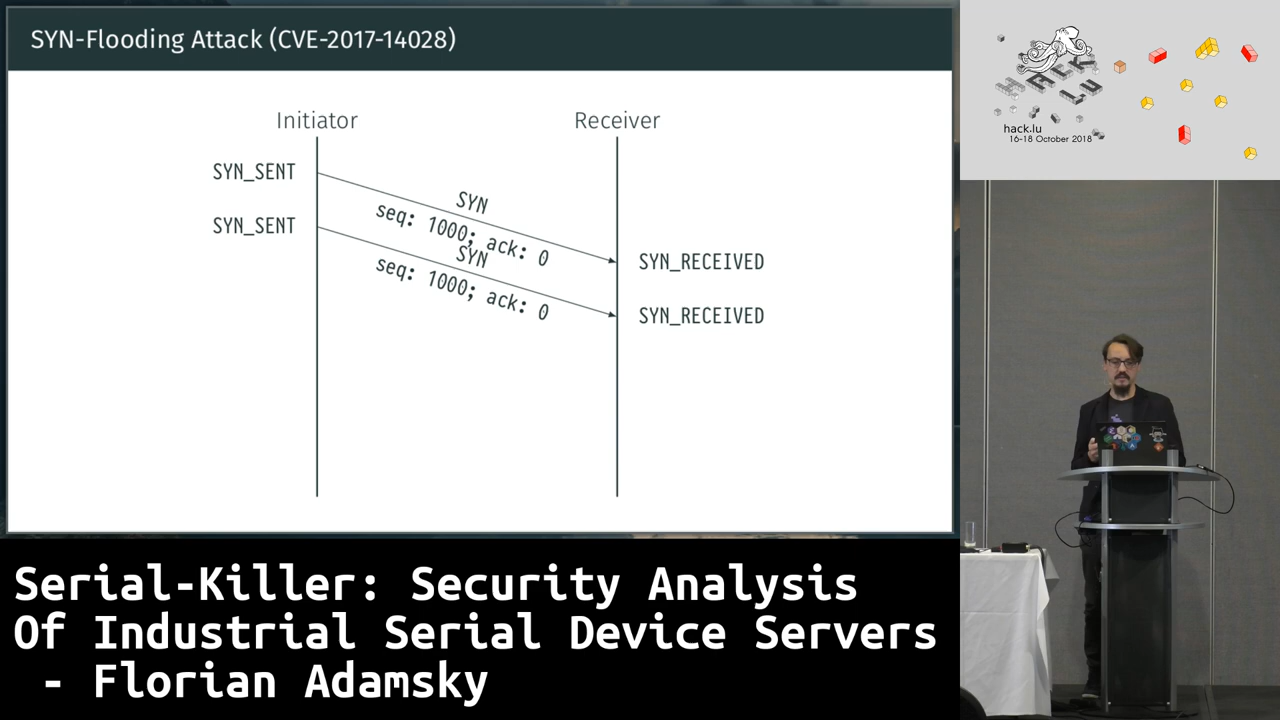 SYN-Flooding Attack (CVE-2017-14028)
Initiator
Receiver
SYN_SENT
SYN
seq: 1000; ack: 0
SYN_RECEIVED
SYN_SENT
SYN
seq: 1000; ack: 0
SYN_RECEIVED
HACK
LU
hack.lu
16-18 October 2018
Serial-Killer: Security Analysis
Of Industrial Serial Device Servers
- Florian Adamsky